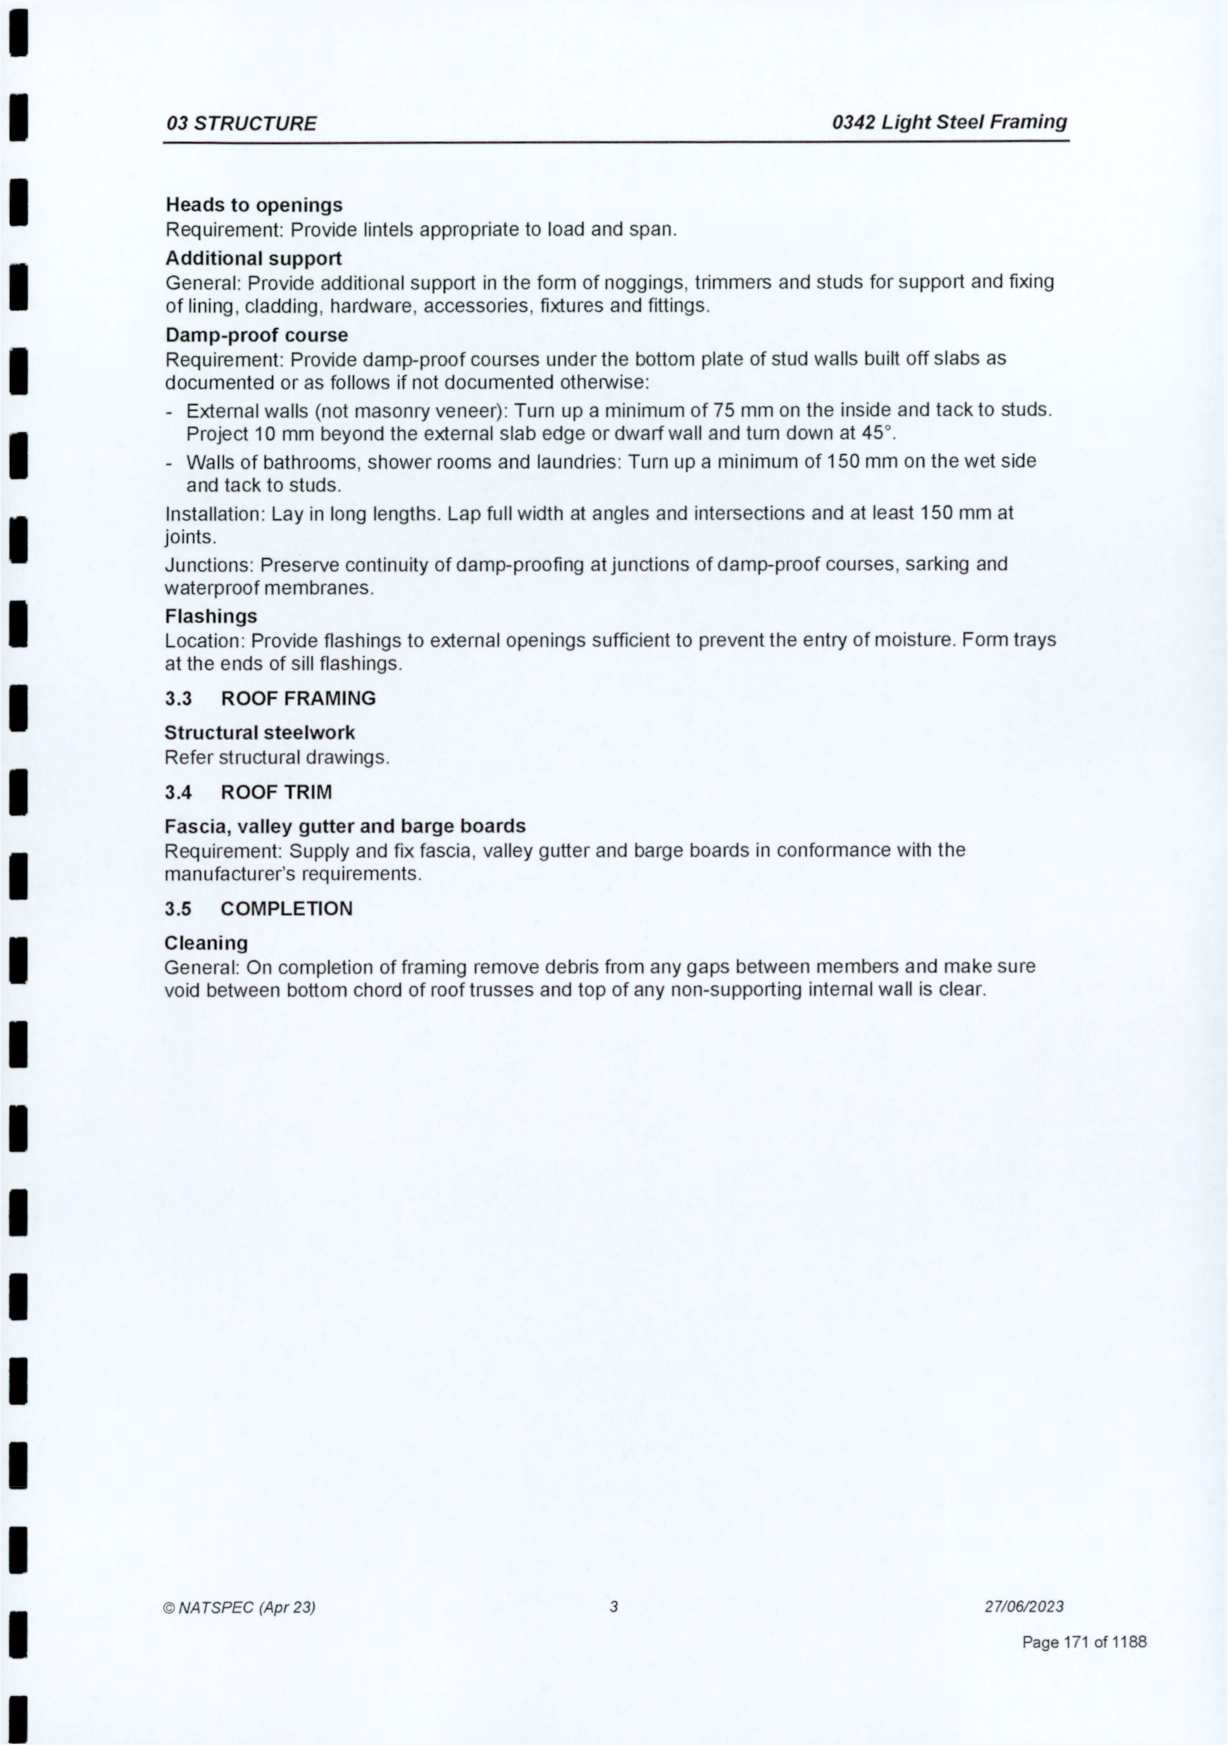 03 STRUCTURE
0342 Light Steel Framing
Heads to openings
Requirement: Provide lintels appropriate to load and span.
Additional support
General: Provide additional support in the form of noggings, trimmers and studs for support and fixing
of lining, cladding, hardware, accessories, fixtures and fittings.
Damp-proof course
Requirement: Provide damp-proof courses under the bottom plate of stud walls built off slabs as
documented or as follows if not documented otherwise:
- External walls (not masonry veneer): Turn up a minimum of 75 mm on the inside and tack to studs.
Project 10 mm beyond the external slab edge or dwarf wall and turn down at 45°.
- Walls of bathrooms, shower rooms and laundries: Turn up a minimum of 150 mm on the wet side
and tack to studs.
Installation: Lay in long lengths. Lap full width at angles and intersections and at least 150 mm at
joints.
Junctions: Preserve continuity of damp-proofing at junctions of damp-proof courses, sarking and
waterproof membranes.
Flashings
Location: Provide flashings to external openings sufficient to prevent the entry of moisture. Form trays
at the ends of sill flashings.
3.3 ROOF FRAMING
Structural steelwork
Refer structural drawings.
3.4 ROOF TRIM
Fascia, valley gutter and barge boards
Requirement: Supply and fix fascia, valley gutter and barge boards in conformance with the
manufacturer's requirements.
3.5 COMPLETION
Cleaning
General: On completion of framing remove debris from any gaps between members and make sure
void between bottom chord of roof trusses and top of any non-supporting internal wall is clear.
© NATSPEC (Apr 23)
3
27/06/2023
Page 171 of 1188